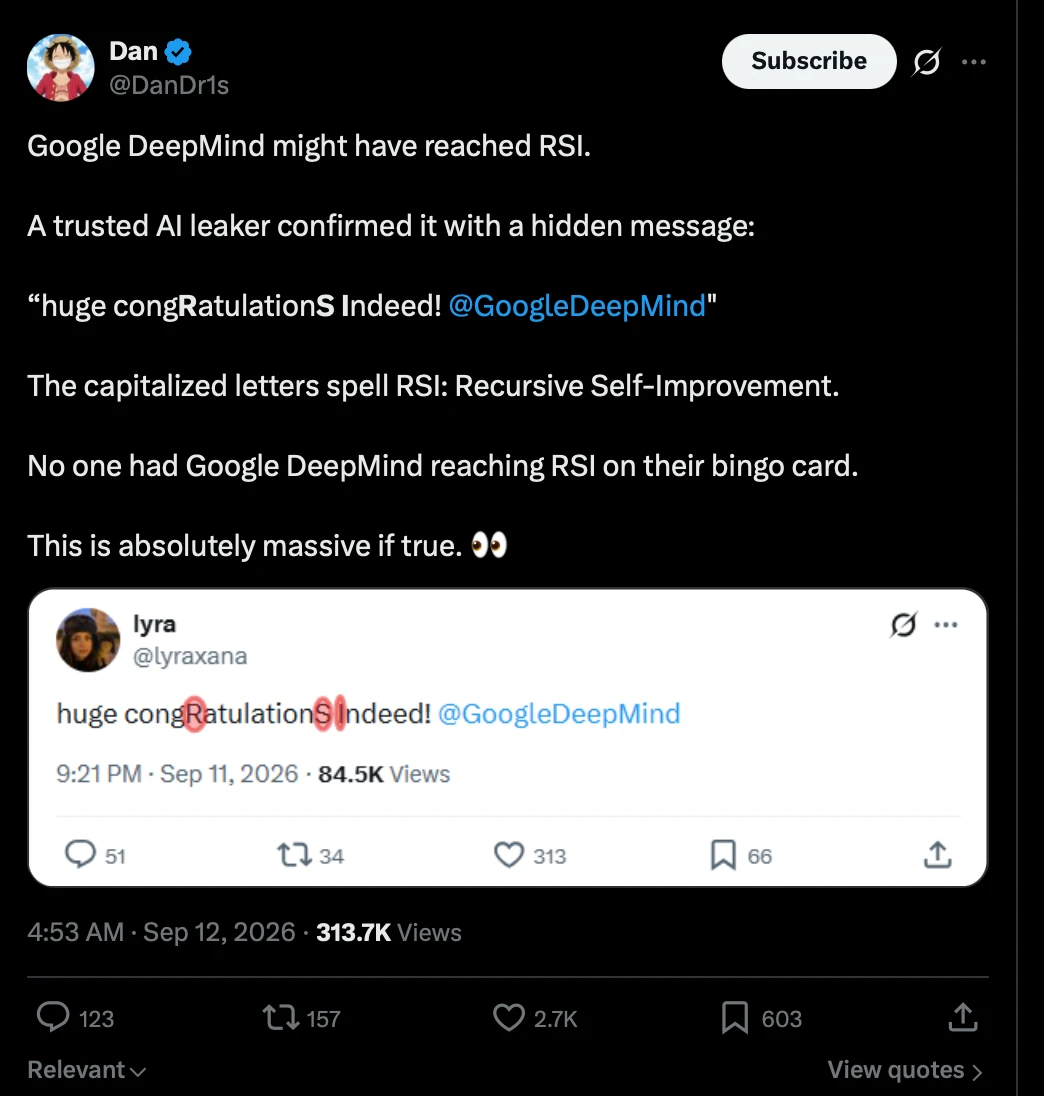 Dan
@DanDr1s
Subscribe
Google DeepMind might have reached RSI.
A trusted AI leaker confirmed it with a hidden message:
“huge congRatulationS Indeed! @GoogleDeepMind"
The capitalized letters spell RSI: Recursive Self-Improvement.
No one had Google DeepMind reaching RSI on their bingo card.
This is absolutely massive if true. 👀
lyra
@lyraxana
huge congRatulationS Indeed! @GoogleDeepMind
9:21 PM · Sep 11, 2026 · 84.5K Views
51 34 313 66
4:53 AM · Sep 12, 2026 · 313.7K Views
123 157 2.7K 603
Relevant View quotes